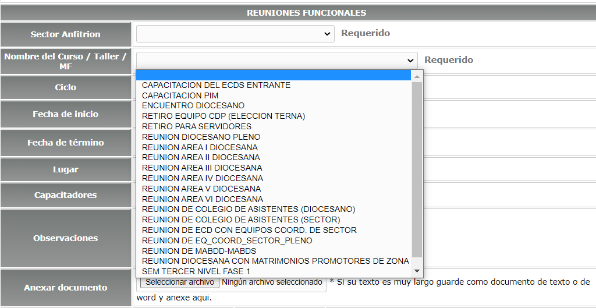 REUNIONES FUNCIONALES
Sector Anfitrion
Requerido
Nombre del Curso / Taller /
MF
Requerido
CAPACITACION DEL ECDS ENTRANTE
CAPACITACION PIM
ENCUENTRO DIOCESANO
RETIRO EQUIPO CDP (ELECCION TERNA)
RETIRO PARA SERVIDORES
REUNION DIOCESANO PLENO
REUNION AREA I DIOCESANA
REUNION AREA II DIOCESANA
REUNION AREA III DIOCESANA
REUNION AREA IV DIOCESANA
REUNION AREA V DIOCESANA
REUNION AREA VI DIOCESANA
REUNION DE COLEGIO DE ASISTENTES (DIOCESANO)
REUNION DE COLEGIO DE ASISTENTES (SECTOR)
REUNION DE ECD CON EQUIPOS COORD. DE SECTOR
REUNION DE EQ_COORD_SECTOR_PLENO
REUNION DE MABDD-MABDS
REUNION DIOCESANA CON MATRIMONIOS PROMOTORES DE ZONA
SEM TERCER NIVEL FASE 1
Ciclo
Fecha de inicio
Fecha de término
Lugar
Capacitadores
Observaciones
Anexar documento
Seleccionar archivo Ningún archivo seleccionado * Si su texto es muy largo guarde como documento de texto o de
word y anexe aqui.